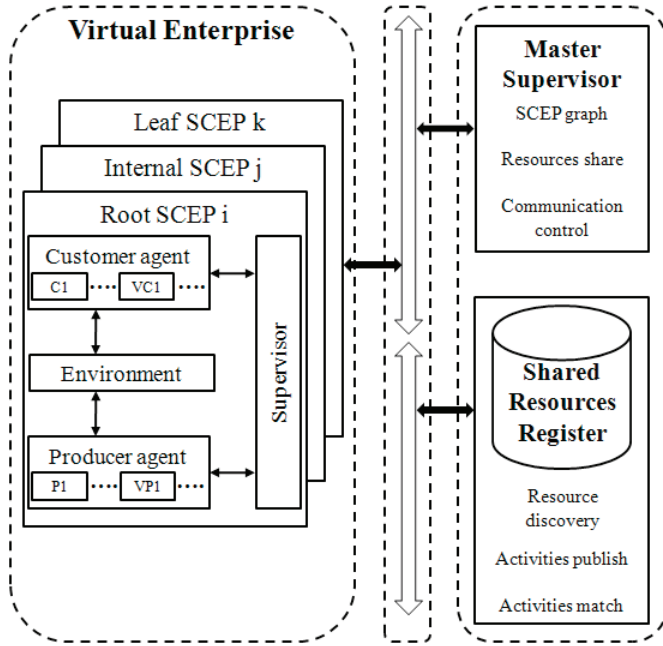 Virtual Enterprise
Leaf SCEP k
Internal SCEP j
Root SCEP i
Customer agent
C1 .... VC1 ....
Environment
Producer agent
P1 .... VP1 ....
Supervisor
Master
Supervisor
SCEP graph
Resources share
Communication
control
Shared
Resources
Register
Resource
discovery
Activities publish
Activities match